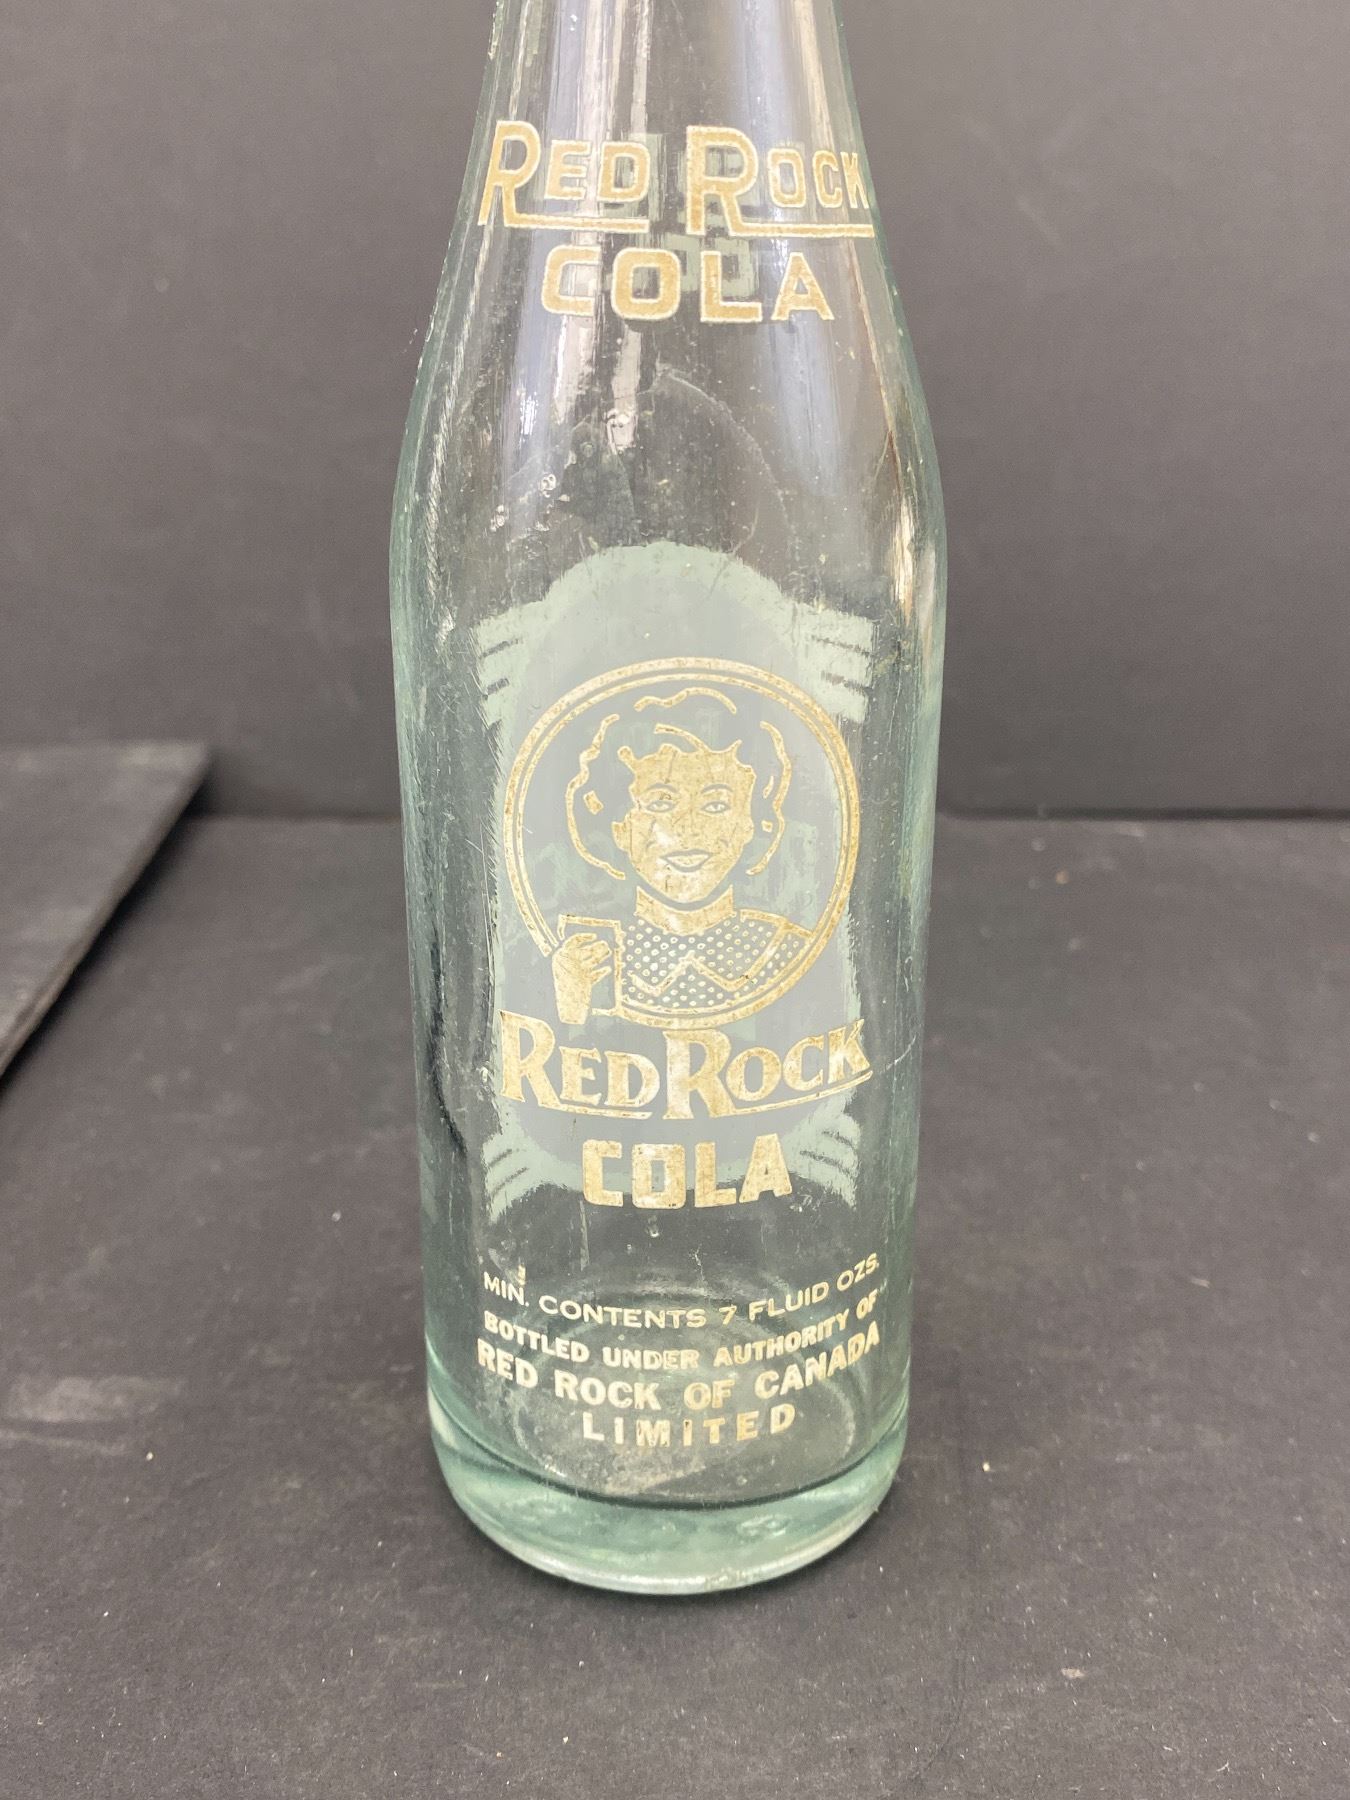 RED ROCK
COLA
RED ROCK
COLA
MIN. CONTENTS 7 FLUID OZS.
BOTTLED UNDER AUTHORITY OF
RED ROCK OF CANADA
LIMITED